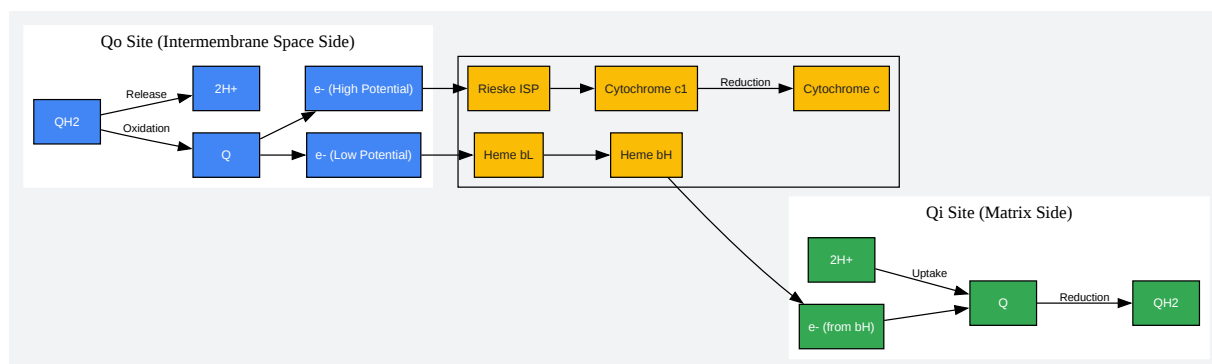 Qo Site (Intermembrane Space Side)
QH2
Release
Oxidation
2H+
Q
e- (High Potential)
e- (Low Potential)
Rieske ISP
Cytochrome c1
Reduction
Cytochrome c
Heme bL
Heme bH
Qi Site (Matrix Side)
2H+
Uptake
e- (from bH)
Q
Reduction
QH2